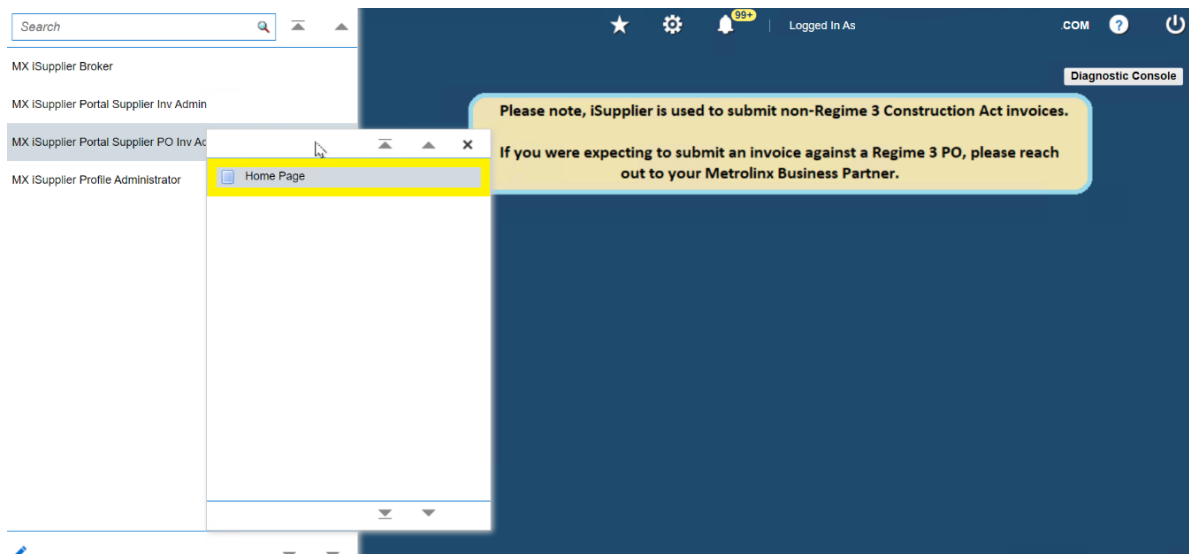 Search
99+
Logged In As
.COM
?
MX iSupplier Broker
Diagnostic Console
MX iSupplier Portal Supplier Inv Admin
Please note, iSupplier is used to submit non-Regime 3 Construction Act invoices.
MX iSupplier Portal Supplier PO Inv Ad
If you were expecting to submit an invoice against a Regime 3 PO, please reach
out to your Metrolinx Business Partner.
MX iSupplier Profile Administrator
Home Page